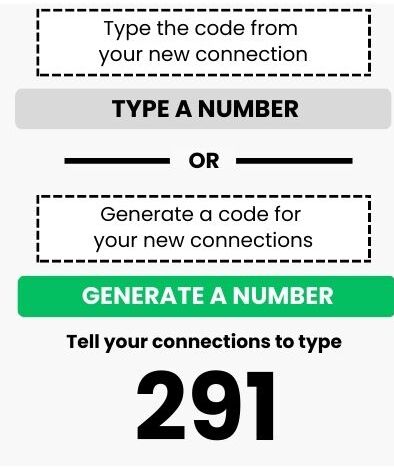 Type the code from
your new connection
TYPE A NUMBER
OR
Generate a code for
your new connections
GENERATE A NUMBER
Tell your connections to type
291